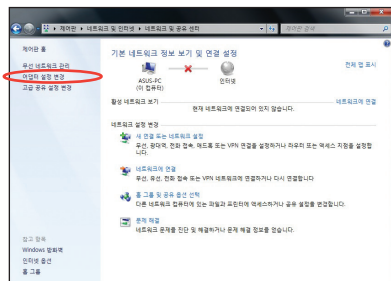 ▸ 제어판 ▸ 네트워크 및 인터넷 ▸ 네트워크 및 공유 센터
제어판 검색
제어판 홈
무선 네트워크 관리
어댑터 설정 변경
고급 공유 설정 변경
기본 네트워크 정보 보기 및 연결 설정
전체 맵 표시
ASUS-PC
(이 컴퓨터)
인터넷
활성 네트워크 보기
네트워크에 연결
현재 네트워크에 연결되어 있지 않습니다.
네트워크 설정 변경
새 연결 또는 네트워크 설정
무선, 광대역, 전화 접속, 애드혹 또는 VPN 연결을 설정하거나 라우터 또는 액세스 지점을 설정합
니다.
네트워크에 연결
무선, 유선, 전화 접속 또는 VPN 네트워크에 연결하거나 다시 연결합니다
홈 그룹 및 공유 옵션 선택
다른 네트워크 컴퓨터에 있는 파일과 프린터에 액세스하거나 공유 설정을 변경합니다.
문제 해결
네트워크 문제를 진단 및 해결하거나 문제 해결 정보를 얻습니다.
참고 항목
Windows 방화벽
인터넷 옵션
홈 그룹